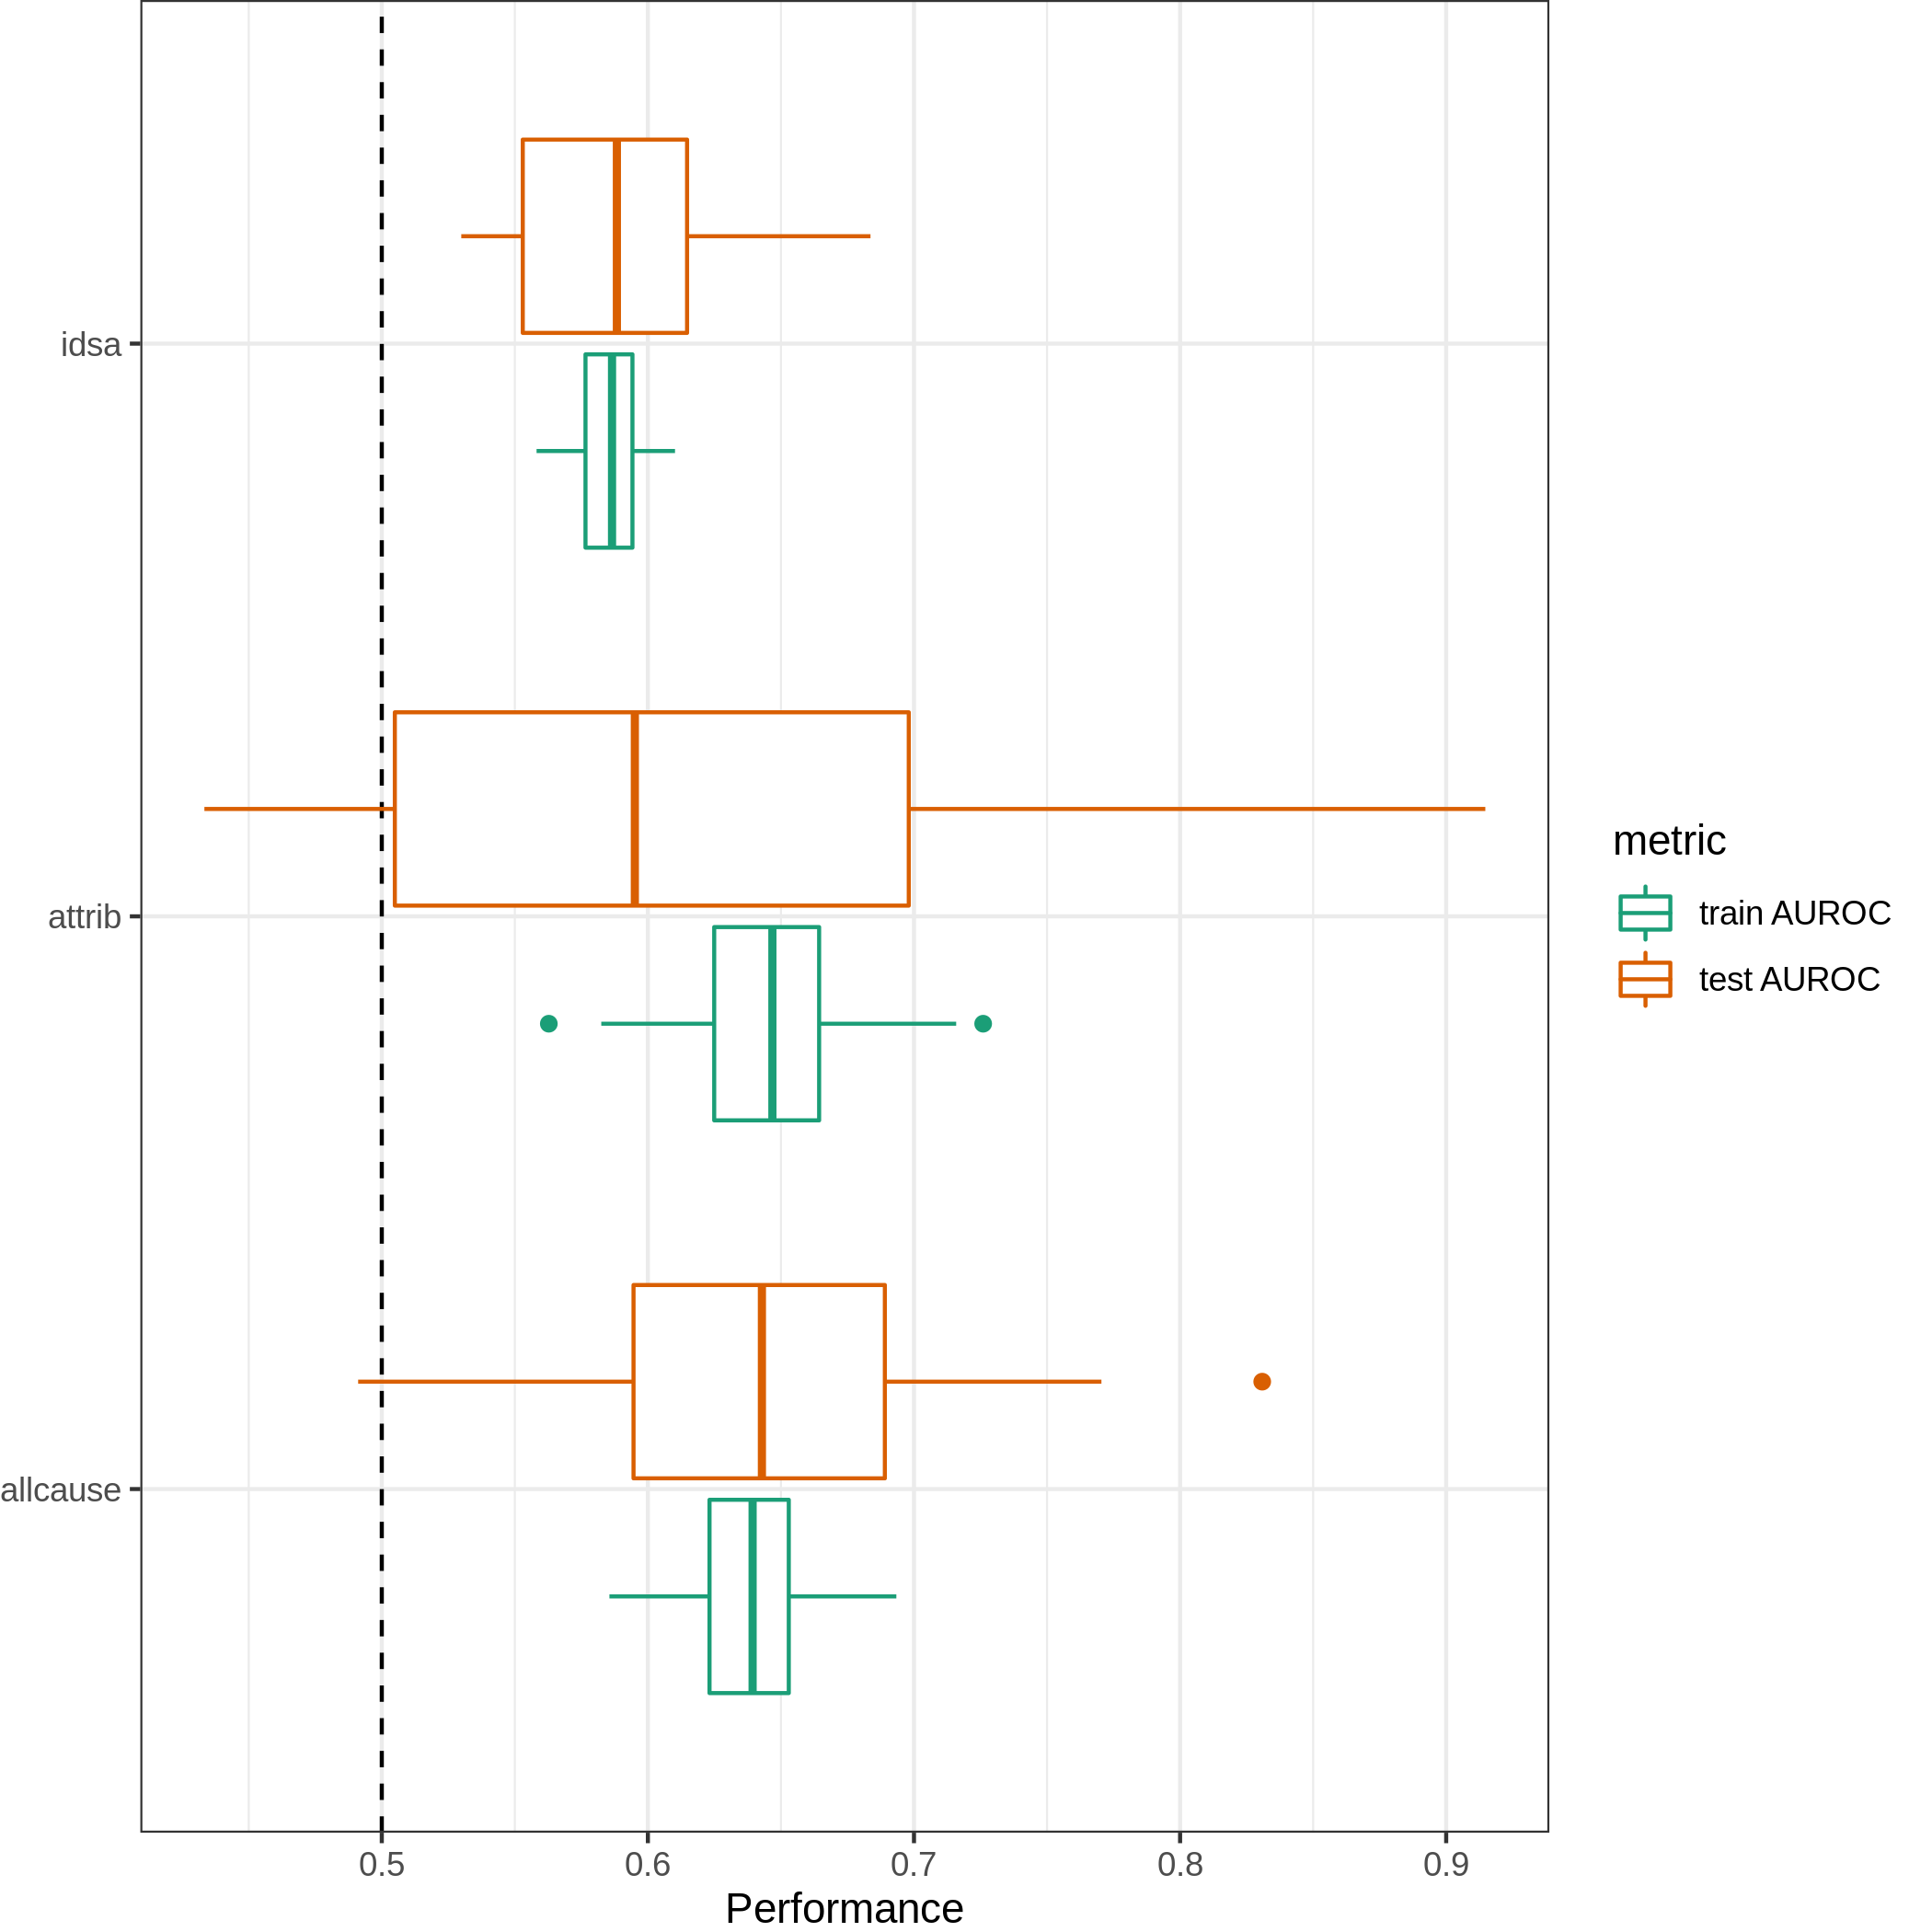 idsa
attrib
allcause
0.5 0.6 0.7 0.8 0.9
Performance
metric
train AUROC
test AUROC